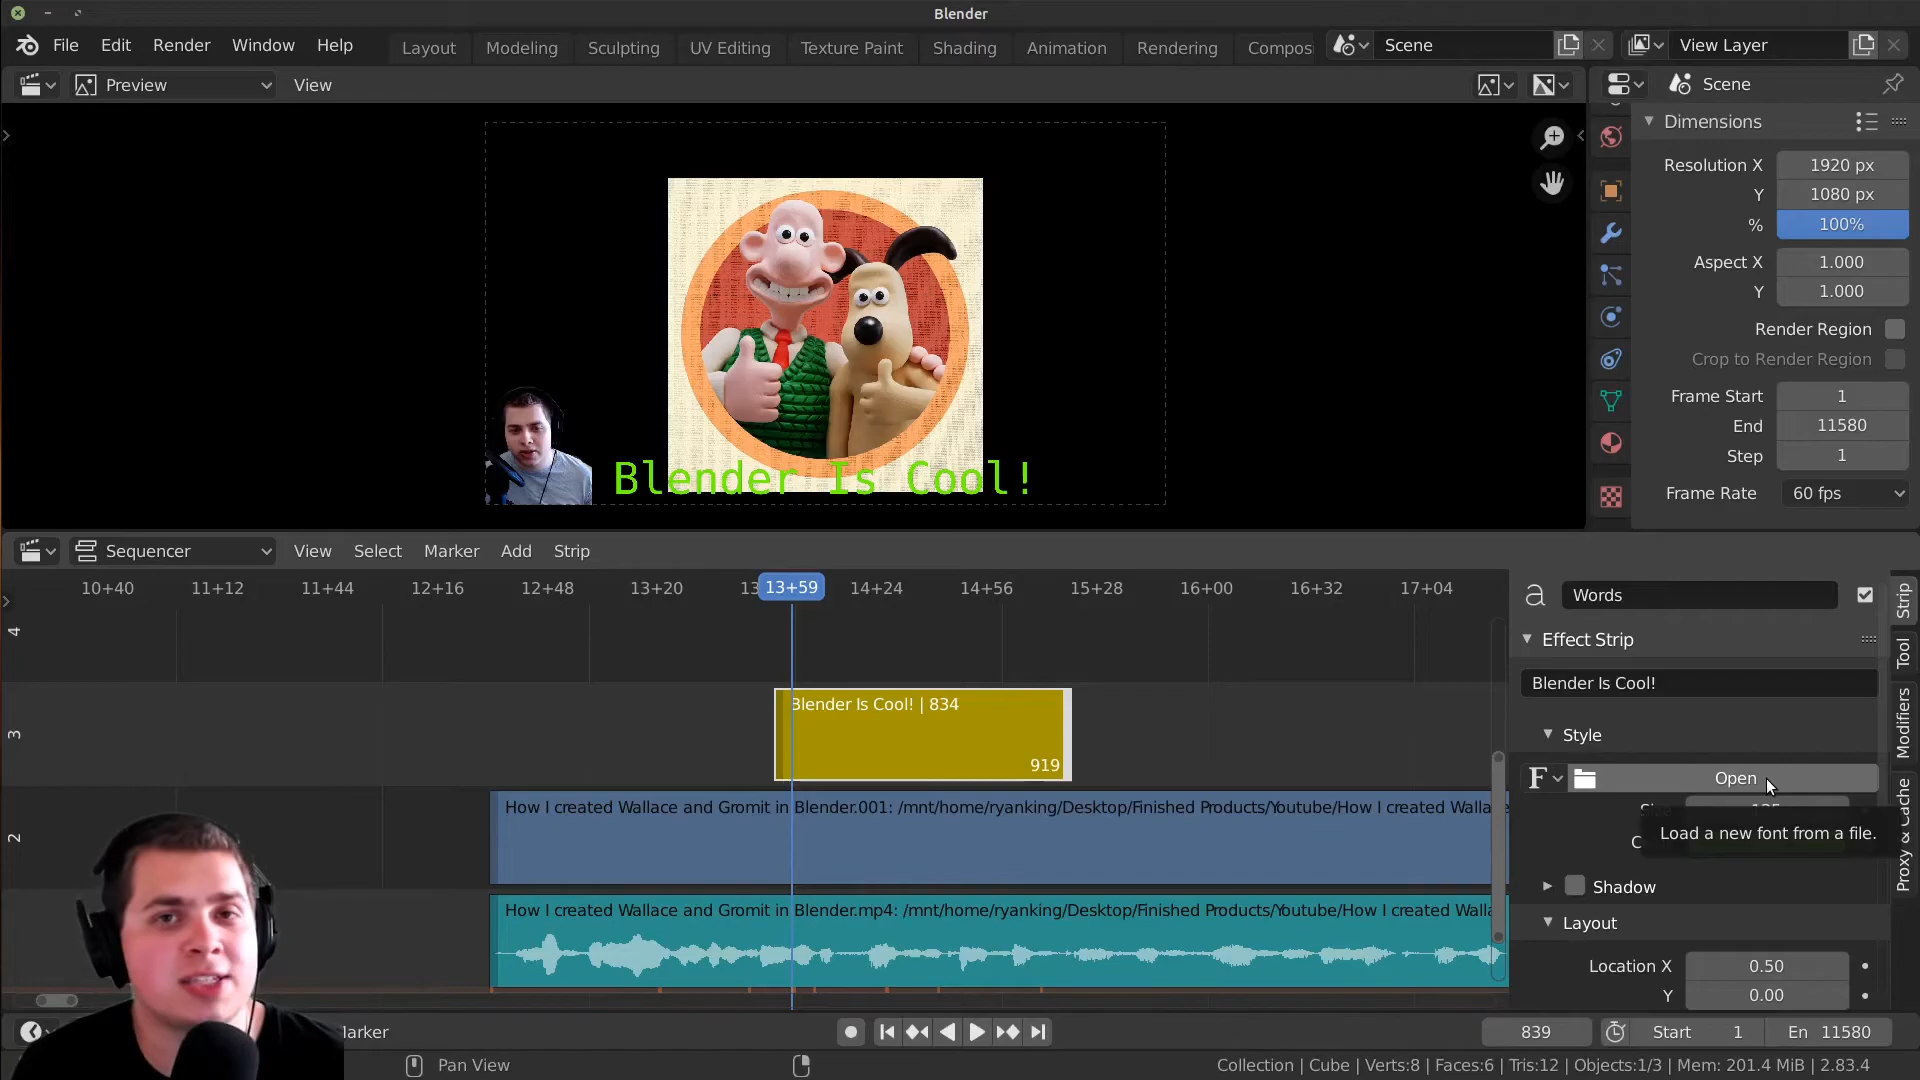 Blender
File Edit Render Window Help Layout Modeling Sculpting UV Editing Texture Paint Shading Animation Rendering Compos Scene View Layer
Preview View Scene
Dimensions
Resolution X 1920 px
Y 1080 px
% 100%
Aspect X 1.000
Y 1.000
Render Region
Crop to Render Region
Frame Start 1
End 11580
Step 1
Frame Rate 60 fps
Blender Is Cool!
Sequencer View Select Marker Add Strip
10+40 11+12 11+44 12+16 12+48 13+20 13 13+59 14+24 14+56 15+28 16+00 16+32 17+04
4
3
2
Blender Is Cool! | 834
919
How I created Wallace and Gromit in Blender.001: /mnt/home/ryanking/Desktop/Finished Products/Youtube/How I created Walla
How I created Wallace and Gromit in Blender.mp4: /mnt/home/ryanking/Desktop/Finished Products/Youtube/How I created Walla
a Words
Effect Strip
Blender Is Cool!
Style
F Open
Load a new font from a file.
Shadow
Layout
Location X 0.50
Y 0.00
Strip
Tool
Modifiers
Proxy & Cache
larker 839 Start 1 En 11580
Pan View Collection | Cube | Verts:8 | Faces:6 | Tris:12 | Objects:1/3 | Mem: 201.4 MiB | 2.83.4